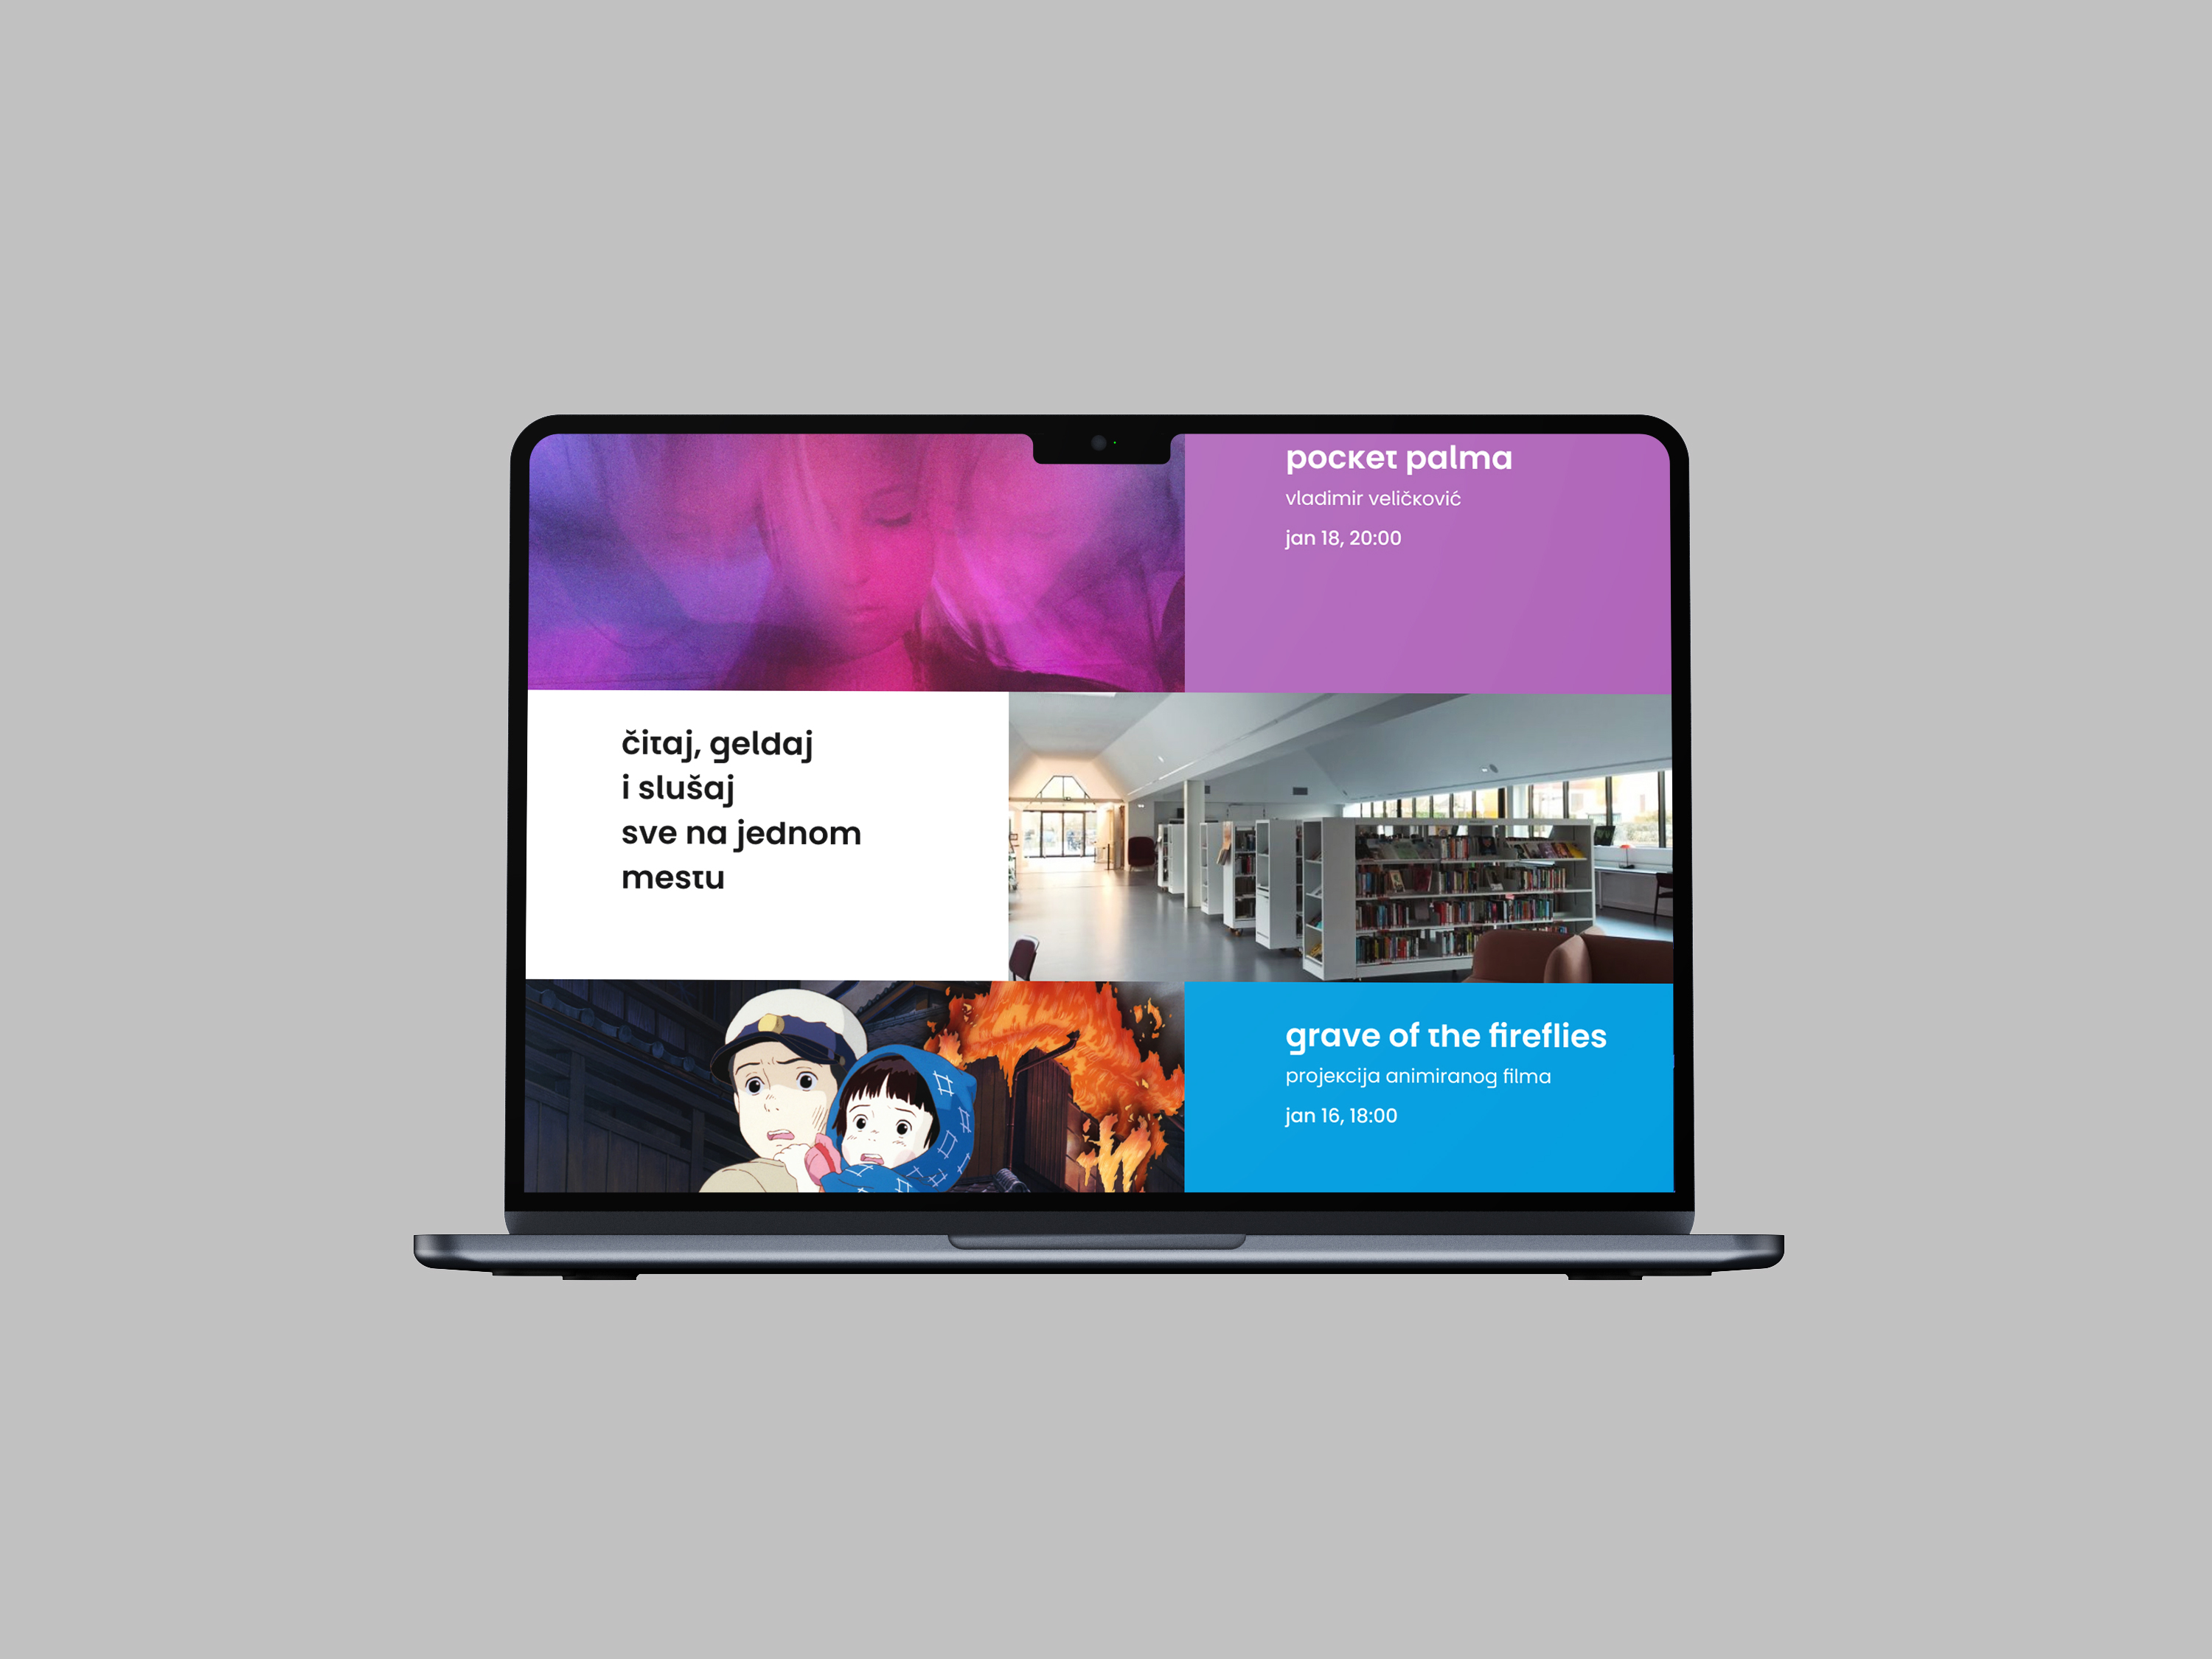 pocket palma
vladimir veličković
jan 18, 20:00
čitaj, geldaj
i slušaj
sve na jednom
mestu
grave of the fireflies
projekcija animiranog filma
jan 16, 18:00